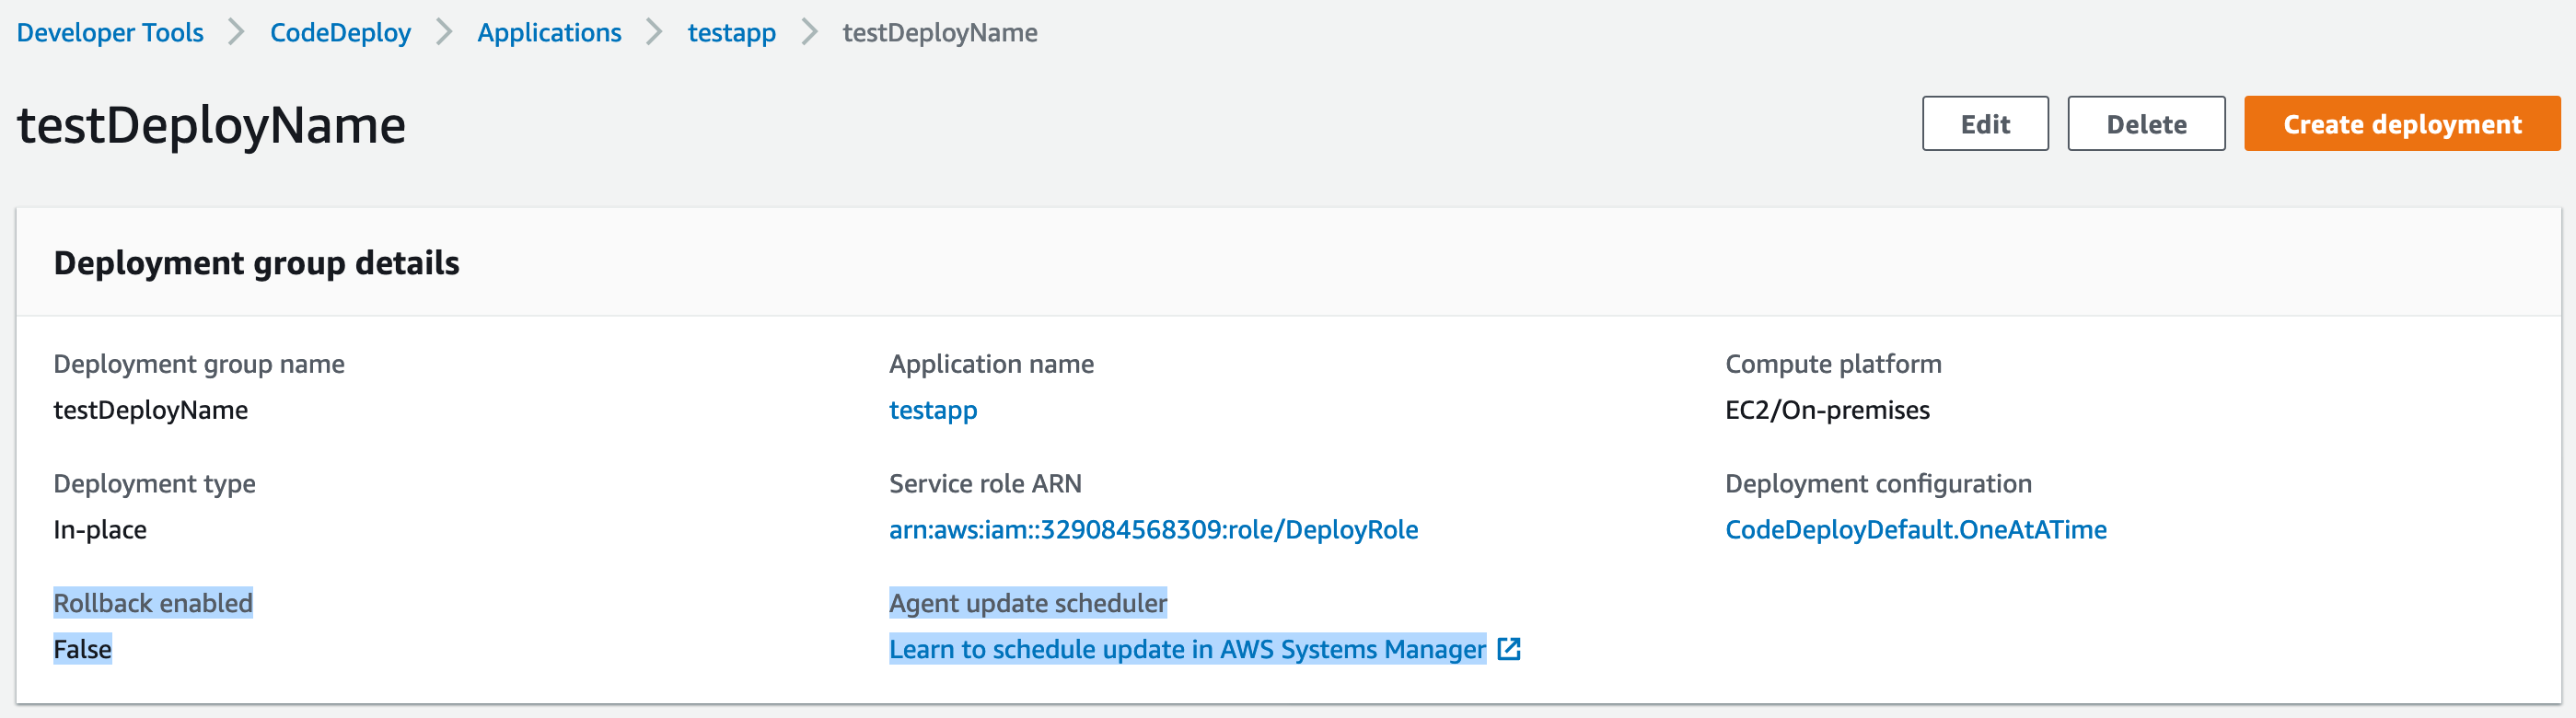 Developer Tools > CodeDeploy > Applications > testapp > testDeployName
testDeployName
Edit
Delete
Create deployment
Deployment group details
Deployment group name
testDeployName
Application name
testapp
Compute platform
EC2/On-premises
Deployment type
In-place
Service role ARN
arn:aws:iam::329084568309:role/DeployRole
Deployment configuration
CodeDeployDefault.OneAtATime
Rollback enabled
False
Agent update scheduler
Learn to schedule update in AWS Systems Manager